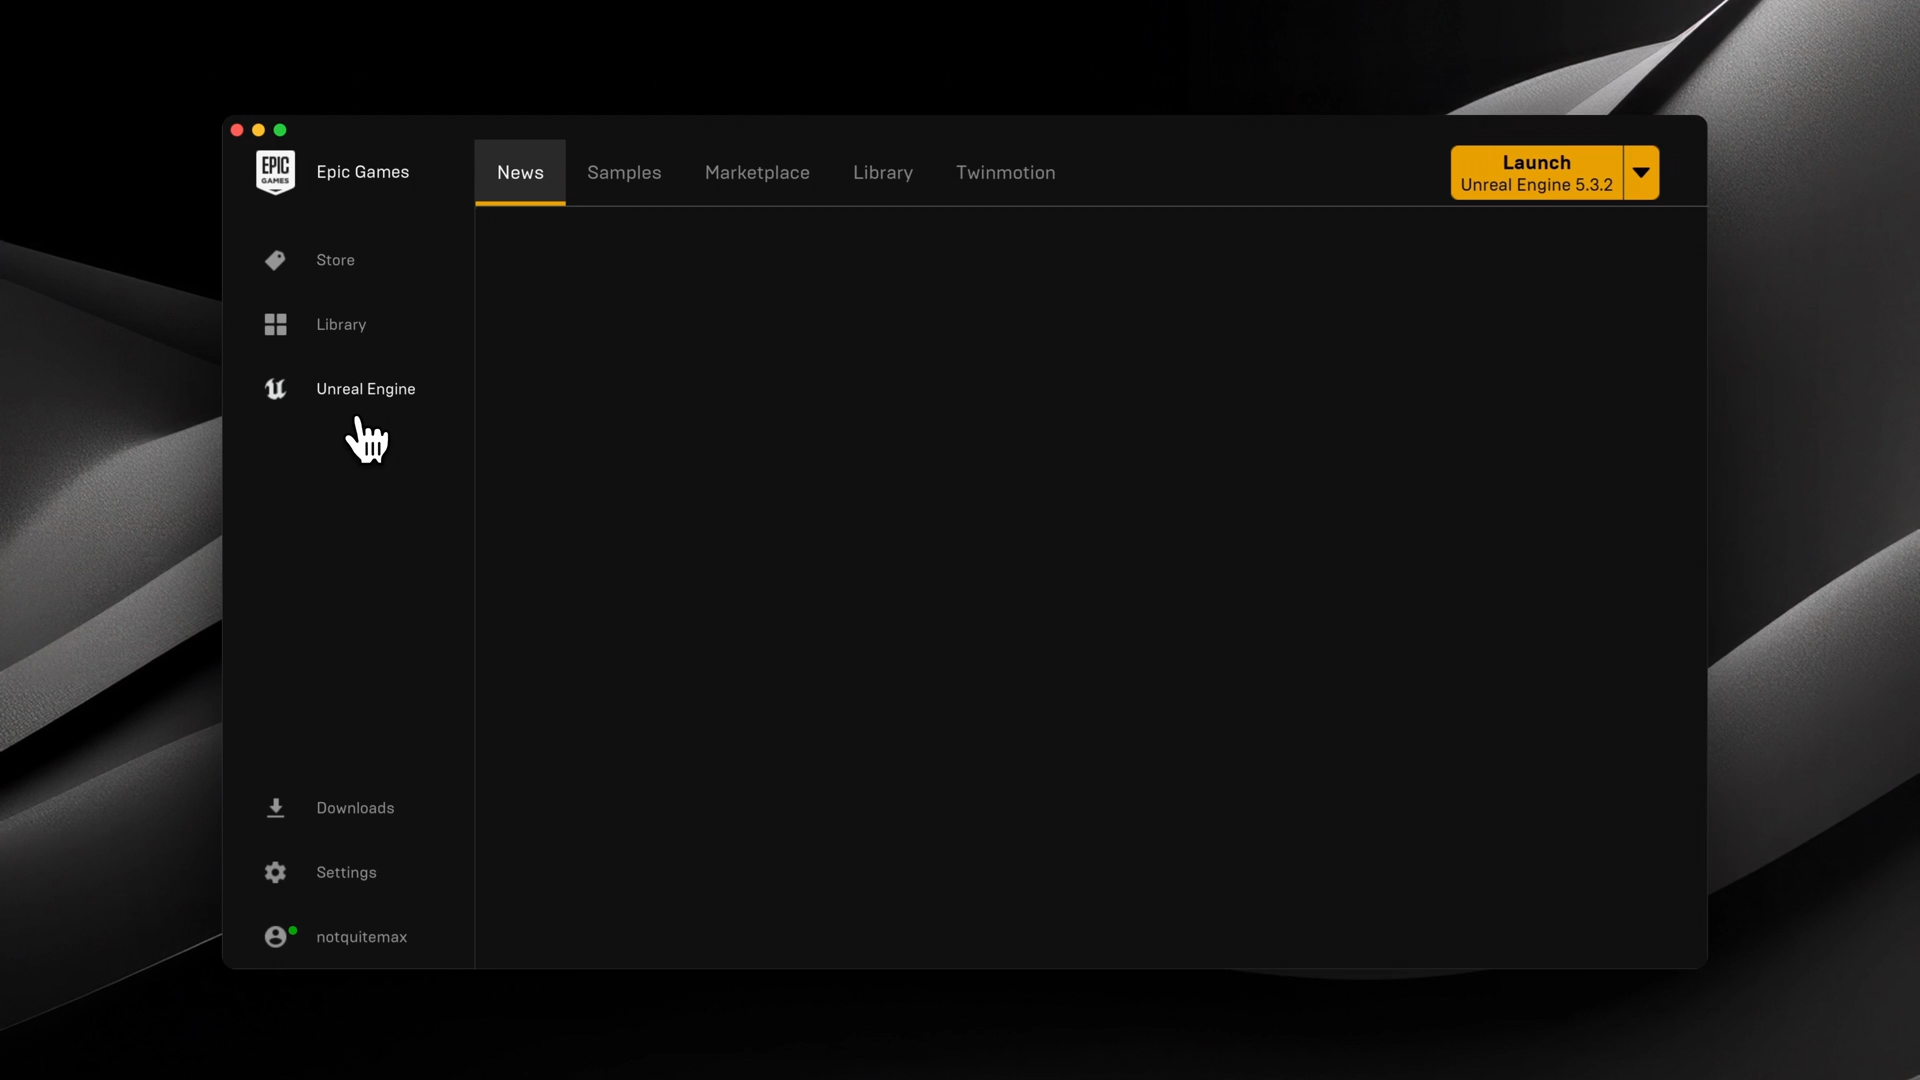 EPIC
GAMES
Epic Games
News
Samples
Marketplace
Library
Twinmotion
Launch
Unreal Engine 5.3.2
Store
Library
Unreal Engine
Downloads
Settings
notquitemax